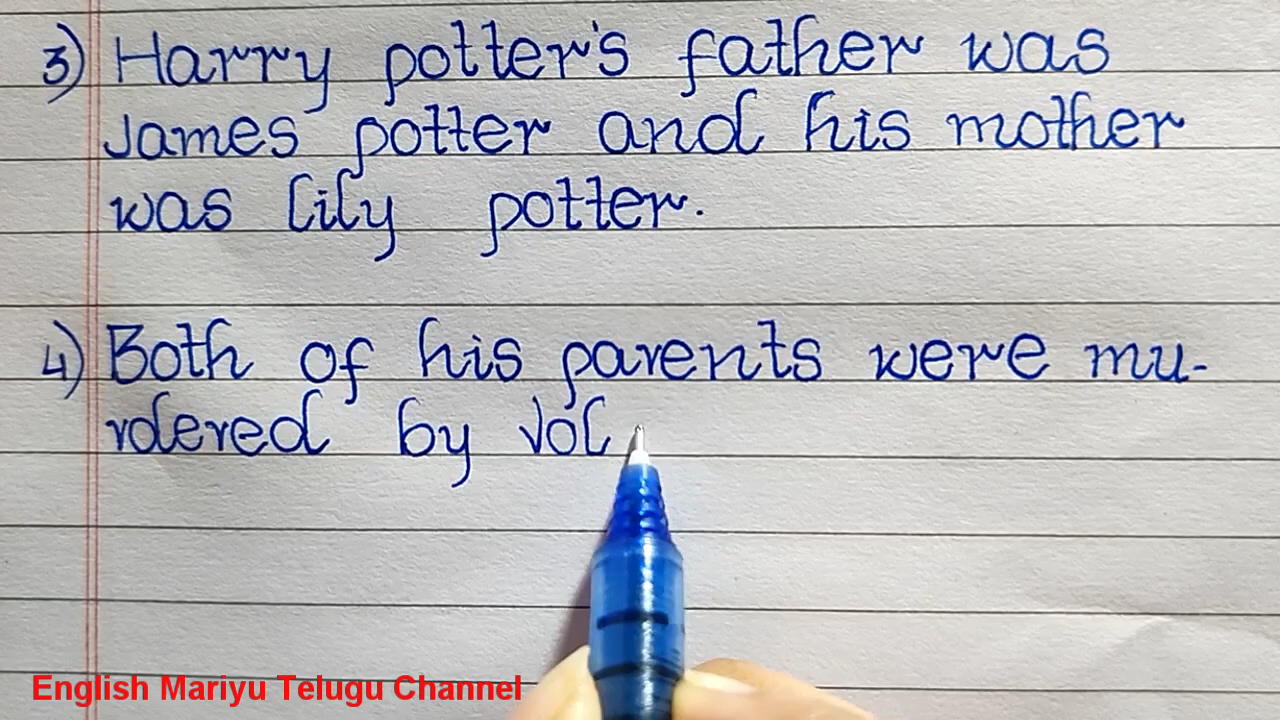 3) Harry potter's father was
James potter and his mother
was lily potter.
4) Both of his parents were mu-
rdered by Vol
English Mariyu Telugu Channel